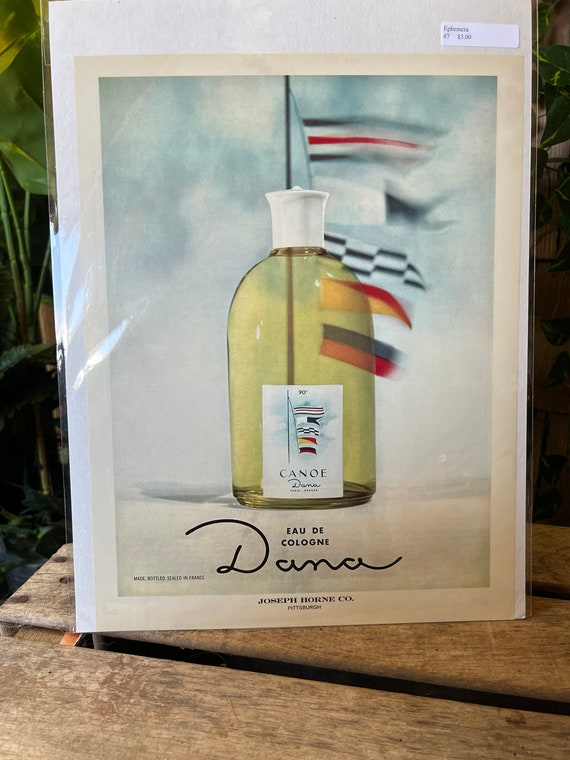 Ephemera
#7 $5.00
90°
CANOE
Dana
PARIS, FRANCE
EAU DE
COLOGNE
Dana
MADE, BOTTLED, SEALED IN FRANCE
JOSEPH HORNE CO.
PITTSBURGH